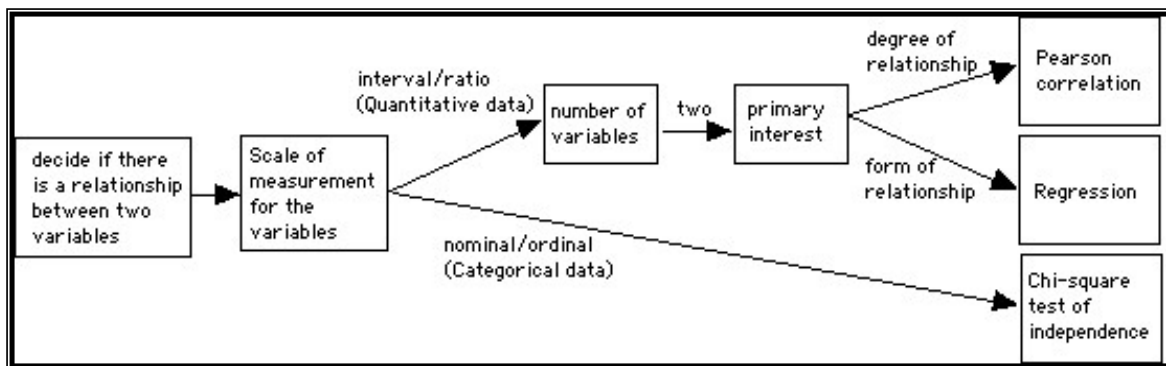 decide if there
is a relationship
between two
variables
Scale of
measurement
for the
variables
interval/ratio
(Quantitative data)
number of
variables
two
primary
interest
degree of
relationship
Pearson
correlation
form of
relationship
Regression
nominal/ordinal
(Categorical data)
Chi-square
test of
independence